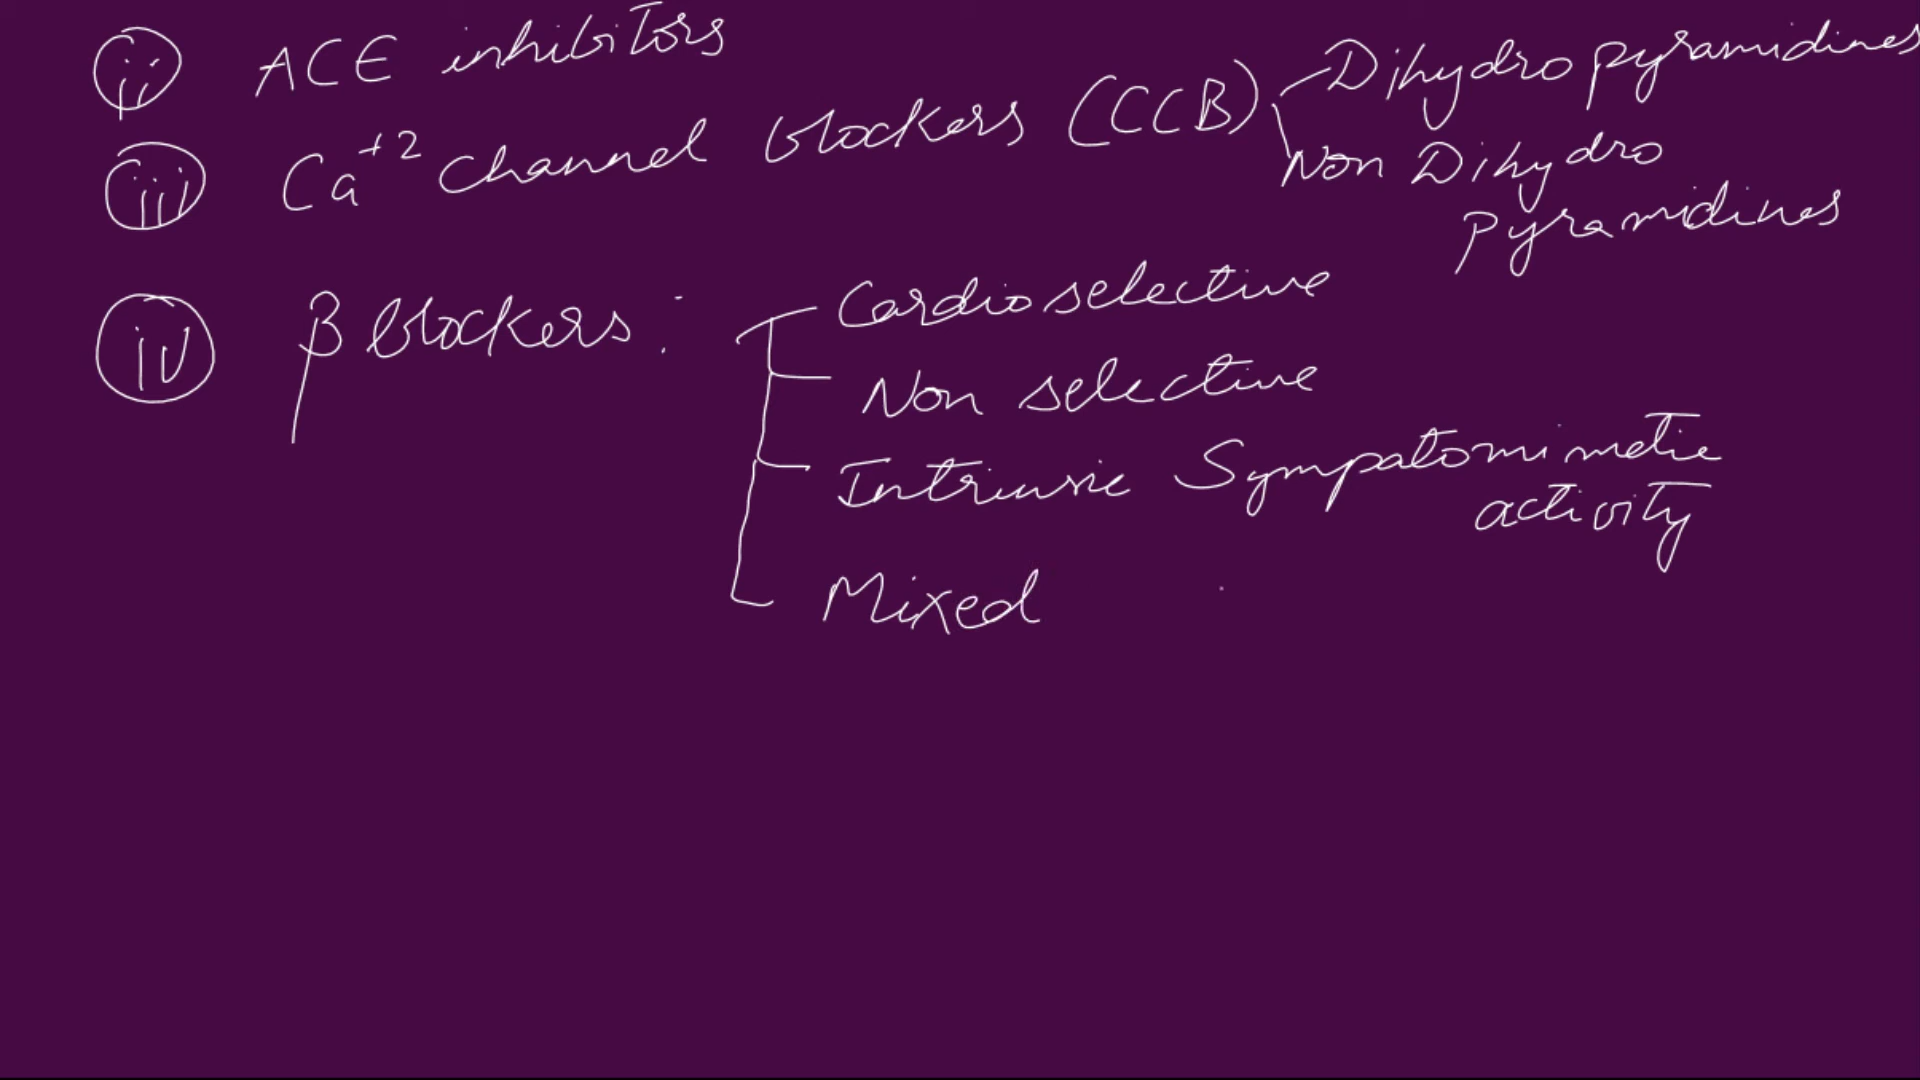 ii ACE inhibitors
iii Ca+2 channel blockers (CCB) Dihydropyramidines
Non Dihydro
pyramidines
iv β blockers : Cardioselective
Non selective
Intrinsic Sympatomimetic
activity
Mixed